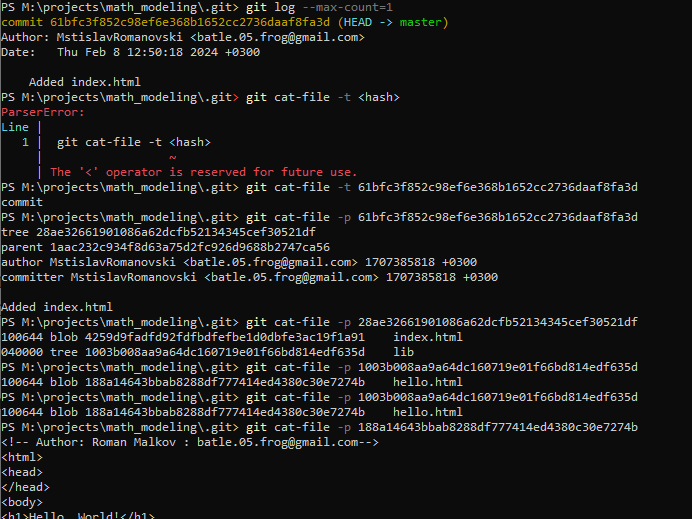 PS M:\projects\math_modeling\.git> git log --max-count=1
commit 61bfc3f852c98ef6e368b1652cc2736daaf8fa3d (HEAD -> master)
Author: MstislavRomanovski <batle.05.frog@gmail.com>
Date:   Thu Feb 8 12:50:18 2024 +0300

    Added index.html
PS M:\projects\math_modeling\.git> git cat-file -t <hash>
ParserError:
Line |
   1 |  git cat-file -t <hash>
     |                  ~
     | The '<' operator is reserved for future use.
PS M:\projects\math_modeling\.git> git cat-file -t 61bfc3f852c98ef6e368b1652cc2736daaf8fa3d
commit
PS M:\projects\math_modeling\.git> git cat-file -p 61bfc3f852c98ef6e368b1652cc2736daaf8fa3d
tree 28ae32661901086a62dcfb52134345cef30521df
parent 1aac232c934f8d63a75d2fc926d9688b2747ca56
author MstislavRomanovski <batle.05.frog@gmail.com> 1707385818 +0300
committer MstislavRomanovski <batle.05.frog@gmail.com> 1707385818 +0300

Added index.html
PS M:\projects\math_modeling\.git> git cat-file -p 28ae32661901086a62dcfb52134345cef30521df
100644 blob 4259d9fadfd92fdfbdfefbe1d0dbfe3ac19f1a91    index.html
040000 tree 1003b008aa9a64dc160719e01f66bd814edf635d    lib
PS M:\projects\math_modeling\.git> git cat-file -p 1003b008aa9a64dc160719e01f66bd814edf635d
100644 blob 188a14643bbab8288df777414ed4380c30e7274b    hello.html
PS M:\projects\math_modeling\.git> git cat-file -p 1003b008aa9a64dc160719e01f66bd814edf635d
100644 blob 188a14643bbab8288df777414ed4380c30e7274b    hello.html
PS M:\projects\math_modeling\.git> git cat-file -p 188a14643bbab8288df777414ed4380c30e7274b
<!-- Author: Roman Malkov : batle.05.frog@gmail.com-->
<html>
<head>
</head>
<body>
<h1>Hello, World!</h1>